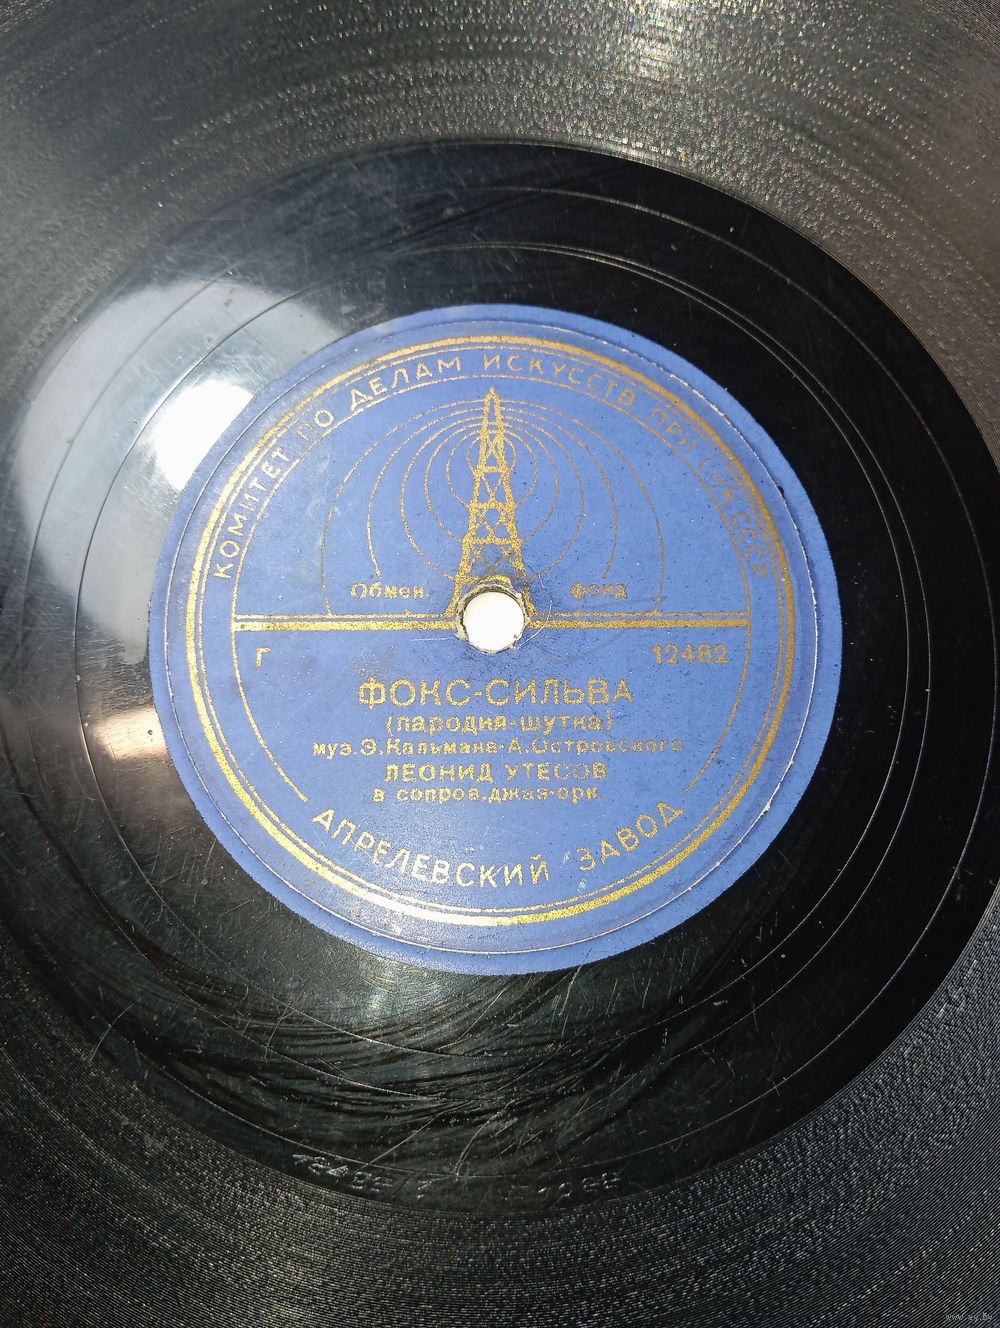 КОМИТЕТ ПО ДЕЛАМ ИСКУССТВ ПРИ СНК СССР
Обмен. фонд
Г 12482
ФОКС-СИЛЬВА
(пародия-шутка)
муз.Э.Кальмана-А.Островского
ЛЕОНИД УТЕСОВ
в сопров.джаз-орк.
АПРЕЛЕВСКИЙ ЗАВОД